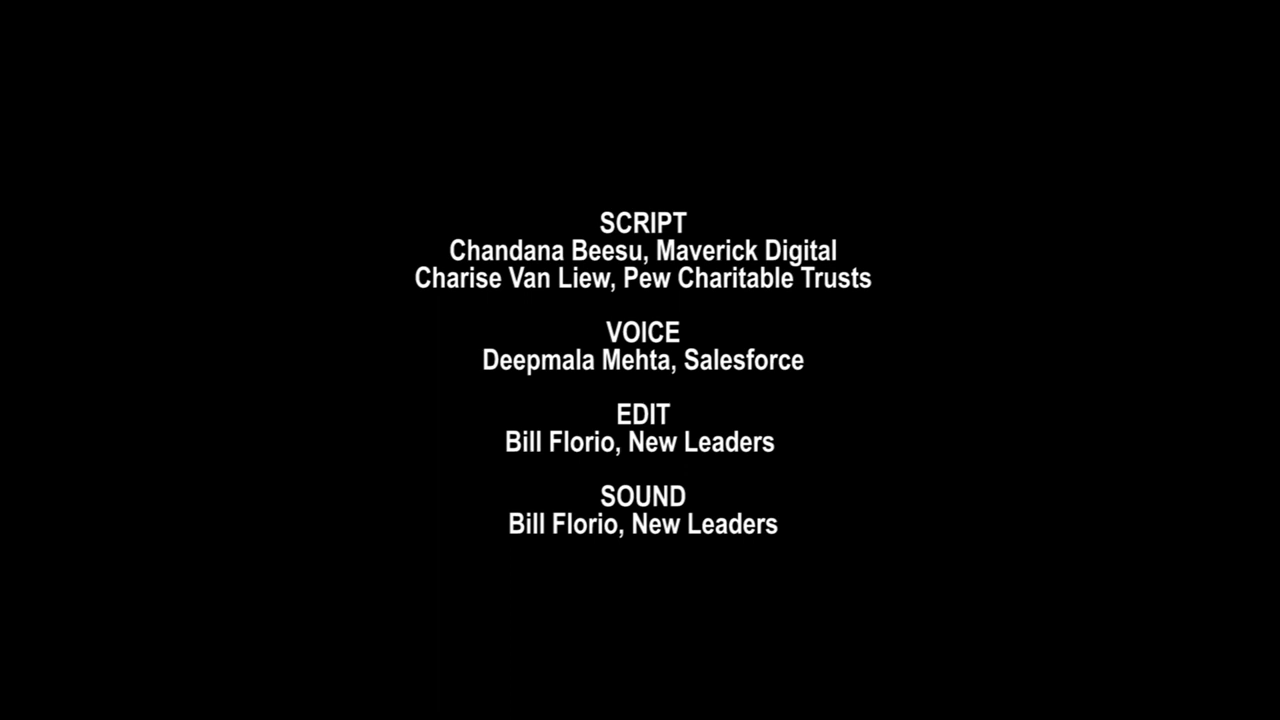 SCRIPT
Chandana Beesu, Maverick Digital
Charise Van Liew, Pew Charitable Trusts
VOICE
Deepmala Mehta, Salesforce
EDIT
Bill Florio, New Leaders
SOUND
Bill Florio, New Leaders